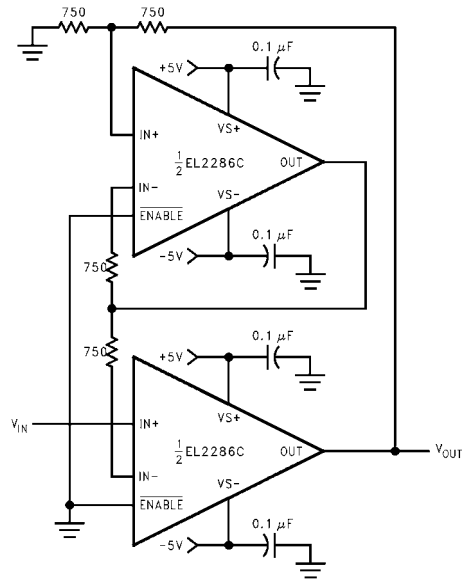 750
750
0.1 μF
+5V
VS+
IN+
½ EL2286C
OUT
IN-
VS-
ENABLE
0.1 μF
-5V
750
750
0.1 μF
+5V
VS+
VIN
IN+
½ EL2286C
OUT
VOUT
IN-
VS-
ENABLE
0.1 μF
-5V